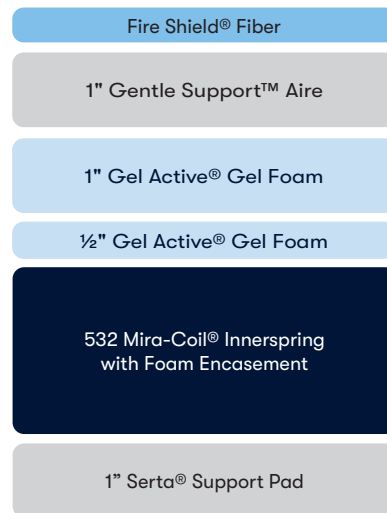 Fire Shield® Fiber
1" Gentle Support™ Aire
1" Gel Active® Gel Foam
½" Gel Active® Gel Foam
532 Mira-Coil® Innerspring
with Foam Encasement
1” Serta® Support Pad